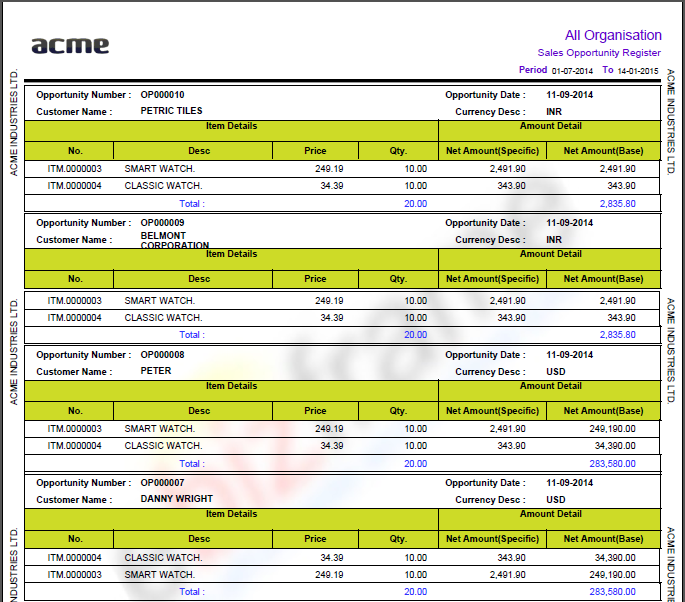 acme
All Organisation
Sales Opportunity Register
Period 01-07-2014 To 14-01-2015
ACME INDUSTRIES LTD.
ACME INDUSTRIES LTD.
Opportunity Number : OP000010 Opportunity Date : 11-09-2014
Customer Name : PETRIC TILES Currency Desc : INR
Item Details Amount Detail
No. Desc Price Qty. Net Amount(Specific) Net Amount(Base)
ITM.0000003 SMART WATCH. 249.19 10.00 2,491.90 2,491.90
ITM.0000004 CLASSIC WATCH. 34.39 10.00 343.90 343.90
Total : 20.00 2,835.80
Opportunity Number : OP000009 Opportunity Date : 11-09-2014
Customer Name : BELMONT CORPORATION Currency Desc : INR
Item Details Amount Detail
No. Desc Price Qty. Net Amount(Specific) Net Amount(Base)
ITM.0000003 SMART WATCH. 249.19 10.00 2,491.90 2,491.90
ITM.0000004 CLASSIC WATCH. 34.39 10.00 343.90 343.90
Total : 20.00 2,835.80
ACME INDUSTRIES LTD.
ACME INDUSTRIES LTD.
Opportunity Number : OP000008 Opportunity Date : 11-09-2014
Customer Name : PETER Currency Desc : USD
Item Details Amount Detail
No. Desc Price Qty. Net Amount(Specific) Net Amount(Base)
ITM.0000003 SMART WATCH. 249.19 10.00 2,491.90 249,190.00
ITM.0000004 CLASSIC WATCH. 34.39 10.00 343.90 34,390.00
Total : 20.00 283,580.00
Opportunity Number : OP000007 Opportunity Date : 11-09-2014
Customer Name : DANNY WRIGHT Currency Desc : USD
Item Details Amount Detail
No. Desc Price Qty. Net Amount(Specific) Net Amount(Base)
ITM.0000004 CLASSIC WATCH. 34.39 10.00 343.90 34,390.00
ITM.0000003 SMART WATCH. 249.19 10.00 2,491.90 249,190.00
Total : 20.00 283,580.00
INDUSTRIES LTD.
ACME INDUSTRIE